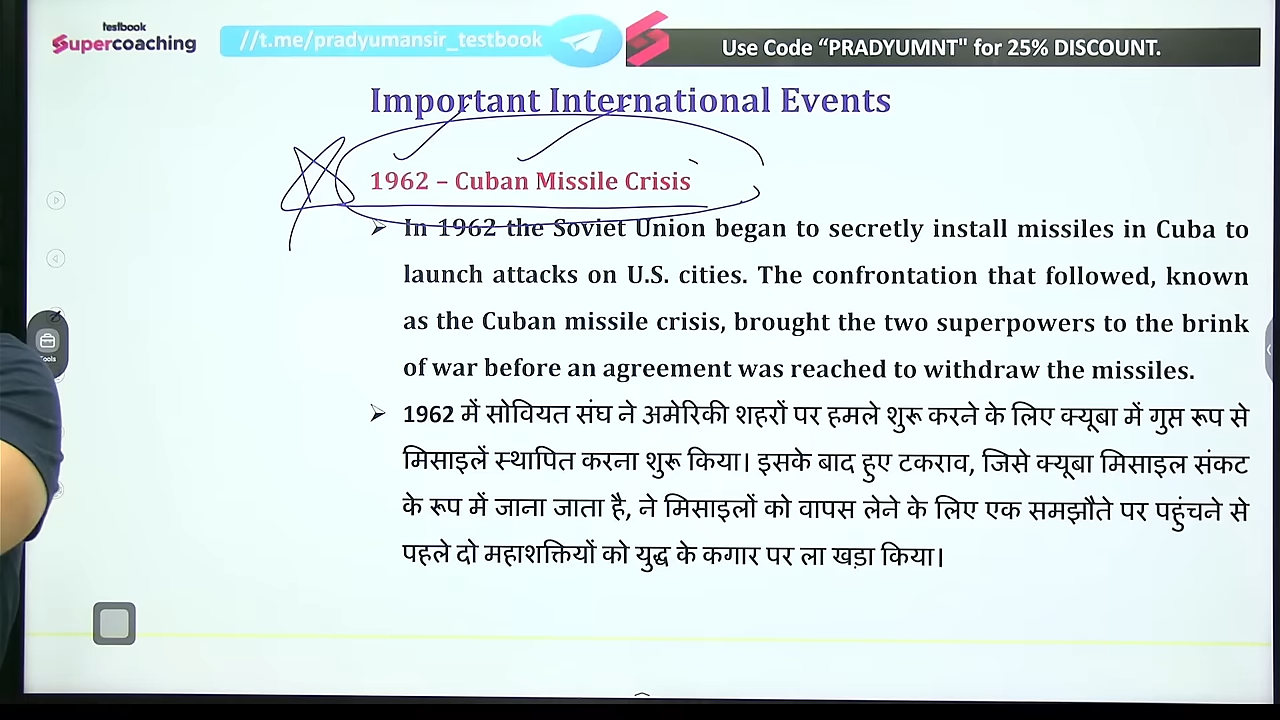 testbook
Supercoaching
//t.me/pradyumansir_testbook
Use Code “PRADYUMNT" for 25% DISCOUNT.
Important International Events
1962 – Cuban Missile Crisis
In 1962 the Soviet Union began to secretly install missiles in Cuba to
launch attacks on U.S. cities. The confrontation that followed, known
as the Cuban missile crisis, brought the two superpowers to the brink
of war before an agreement was reached to withdraw the missiles.
1962 में सोवियत संघ ने अमेरिकी शहरों पर हमले शुरू करने के लिए क्यूबा में गुप्त रूप से
मिसाइलें स्थापित करना शुरू किया। इसके बाद हुए टकराव, जिसे क्यूबा मिसाइल संकट
के रूप में जाना जाता है, ने मिसाइलों को वापस लेने के लिए एक समझौते पर पहुंचने से
पहले दो महाशक्तियों को युद्ध के कगार पर ला खड़ा किया।